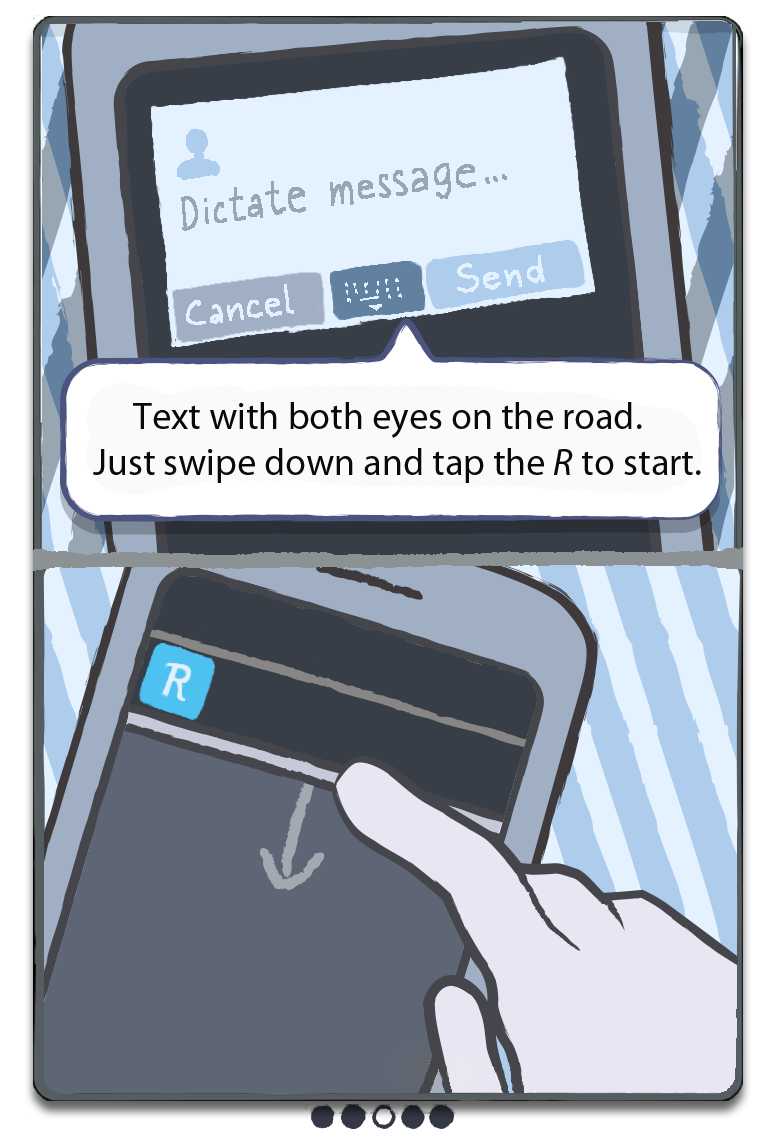 Dictate message...
Cancel Send
Text with both eyes on the road.
Just swipe down and tap the R to start.
R